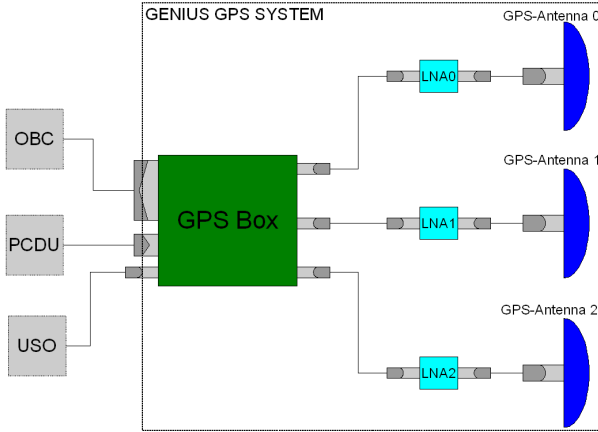 GENIUS GPS SYSTEM
GPS-Antenna 0
LNA0
OBC
GPS-Antenna 1
GPS Box
LNA1
PCDU
GPS-Antenna 2
USO
LNA2